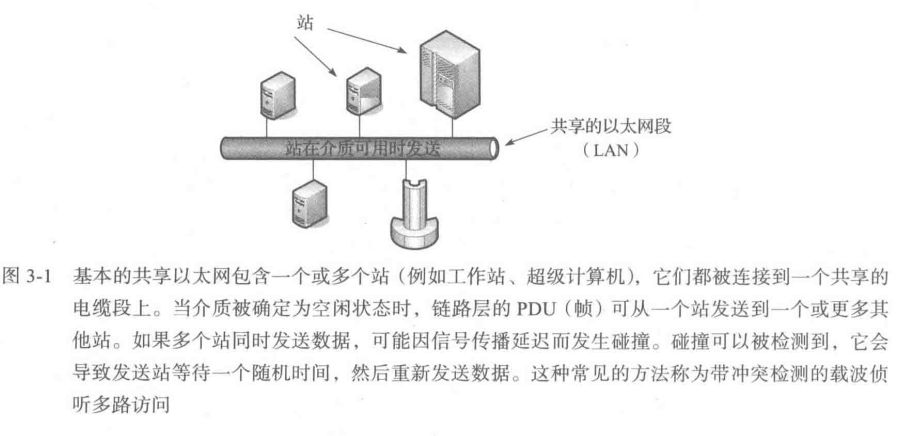 站
共享的以太网段
（LAN）
站在介质可用时发送
图 3-1 基本的共享以太网包含一个或多个站（例如工作站、超级计算机），它们都被连接到一个共享的
电缆段上。当介质被确定为空闲状态时，链路层的 PDU（帧）可从一个站发送到一个或更多其
他站。如果多个站同时发送数据，可能因信号传播延迟而发生碰撞。碰撞可以被检测到，它会
导致发送站等待一个随机时间，然后重新发送数据。这种常见的方法称为带冲突检测的载波侦
听多路访问